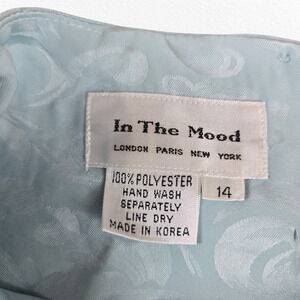 In The Mood
LONDON PARIS NEW YORK
100% POLYESTER
HAND WASH
SEPARATELY
LINE DRY
MADE IN KOREA
14